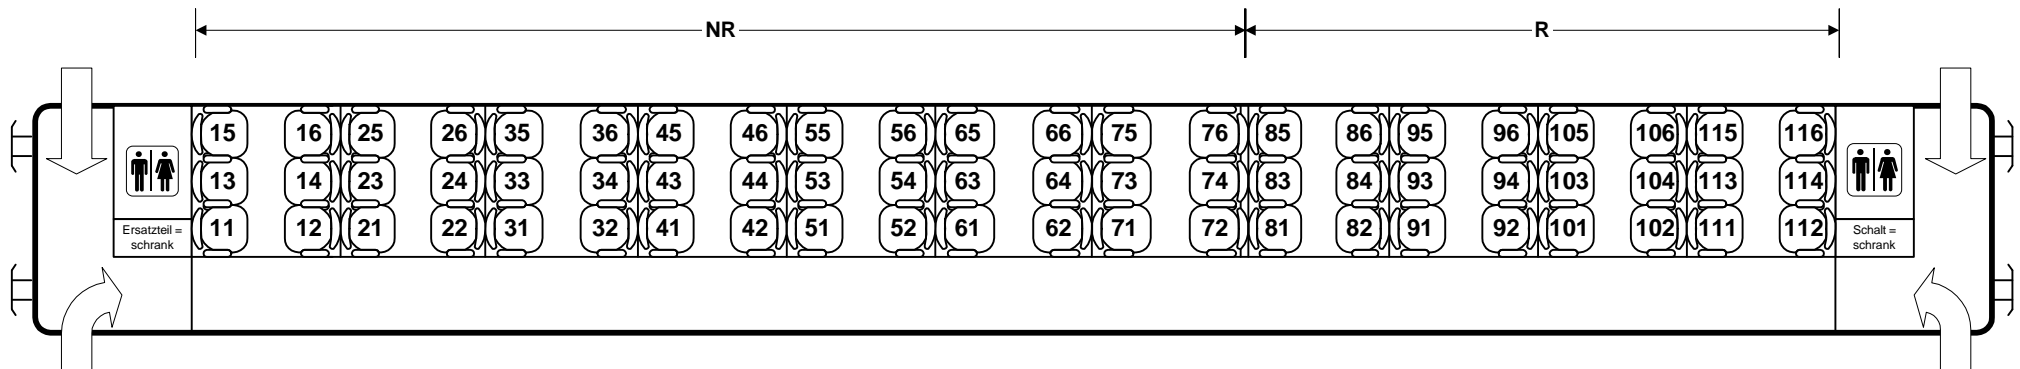 NR R
15 16 25 26 35 36 45 46 55 56 65 66 75 76 85 86 95 96 105 106 115 116
13 14 23 24 33 34 43 44 53 54 63 64 73 74 83 84 93 94 103 104 113 114
11 12 21 22 31 32 41 42 51 52 61 62 71 72 81 82 91 92 101 102 111 112
Ersatzteil =
schrank
Schalt =
schrank